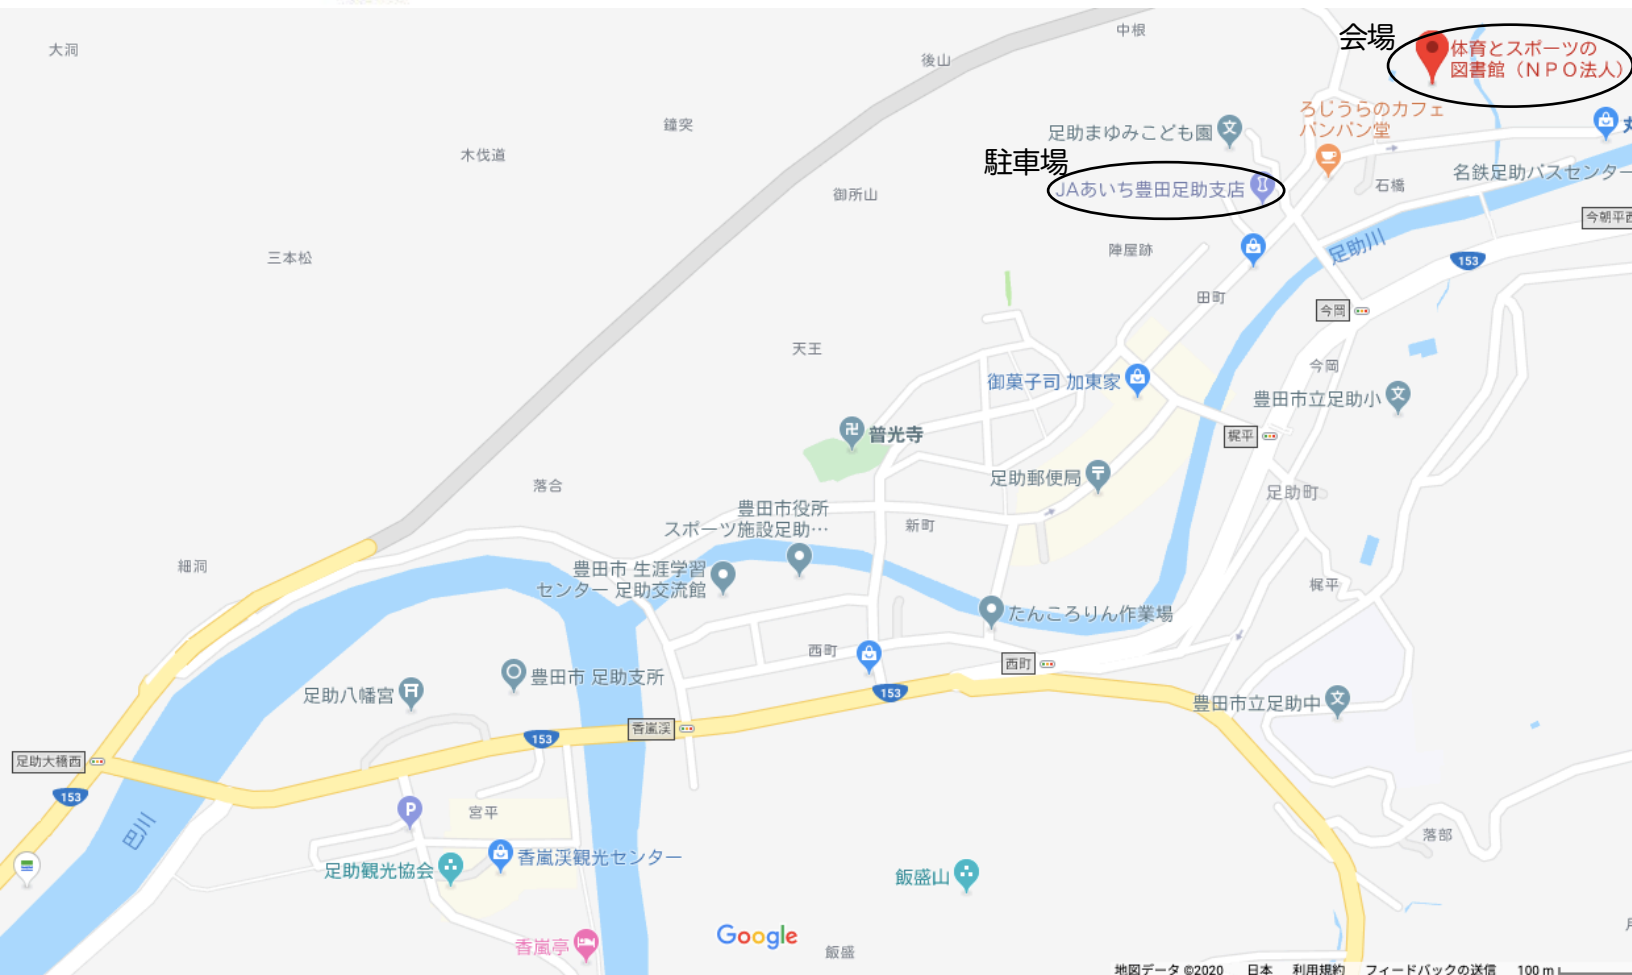 中根
会場
大洞
後山
体育とスポーツの
図書館（NPO法人）
鐘突
ろじうらのカフェ
バンバン堂
足助まゆみこども園
木伐道
駐車場
JAあいち豊田足助支店
御所山
石橋
名鉄足助バスセンター
今朝平西
三本松
陣屋跡
足助川
153
田町
今岡
天王
今岡
御菓子司 加東家
豊田市立足助小
普光寺
梶平
足助郵便局
落合
足助町
豊田市役所
スポーツ施設足助…
新町
細洞
豊田市 生涯学習
センター 足助交流館
梶平
たんころりん作業場
西町
西町
豊田市 足助支所
足助八幡宮
153
豊田市立足助中
香嵐渓
153
足助大橋西
153
P
宮平
巴川
落部
香嵐渓観光センター
足助観光協会
飯盛山
Google
香嵐亭
飯盛
地図データ ©2020 日本 利用規約 フィードバックの送信 100 m